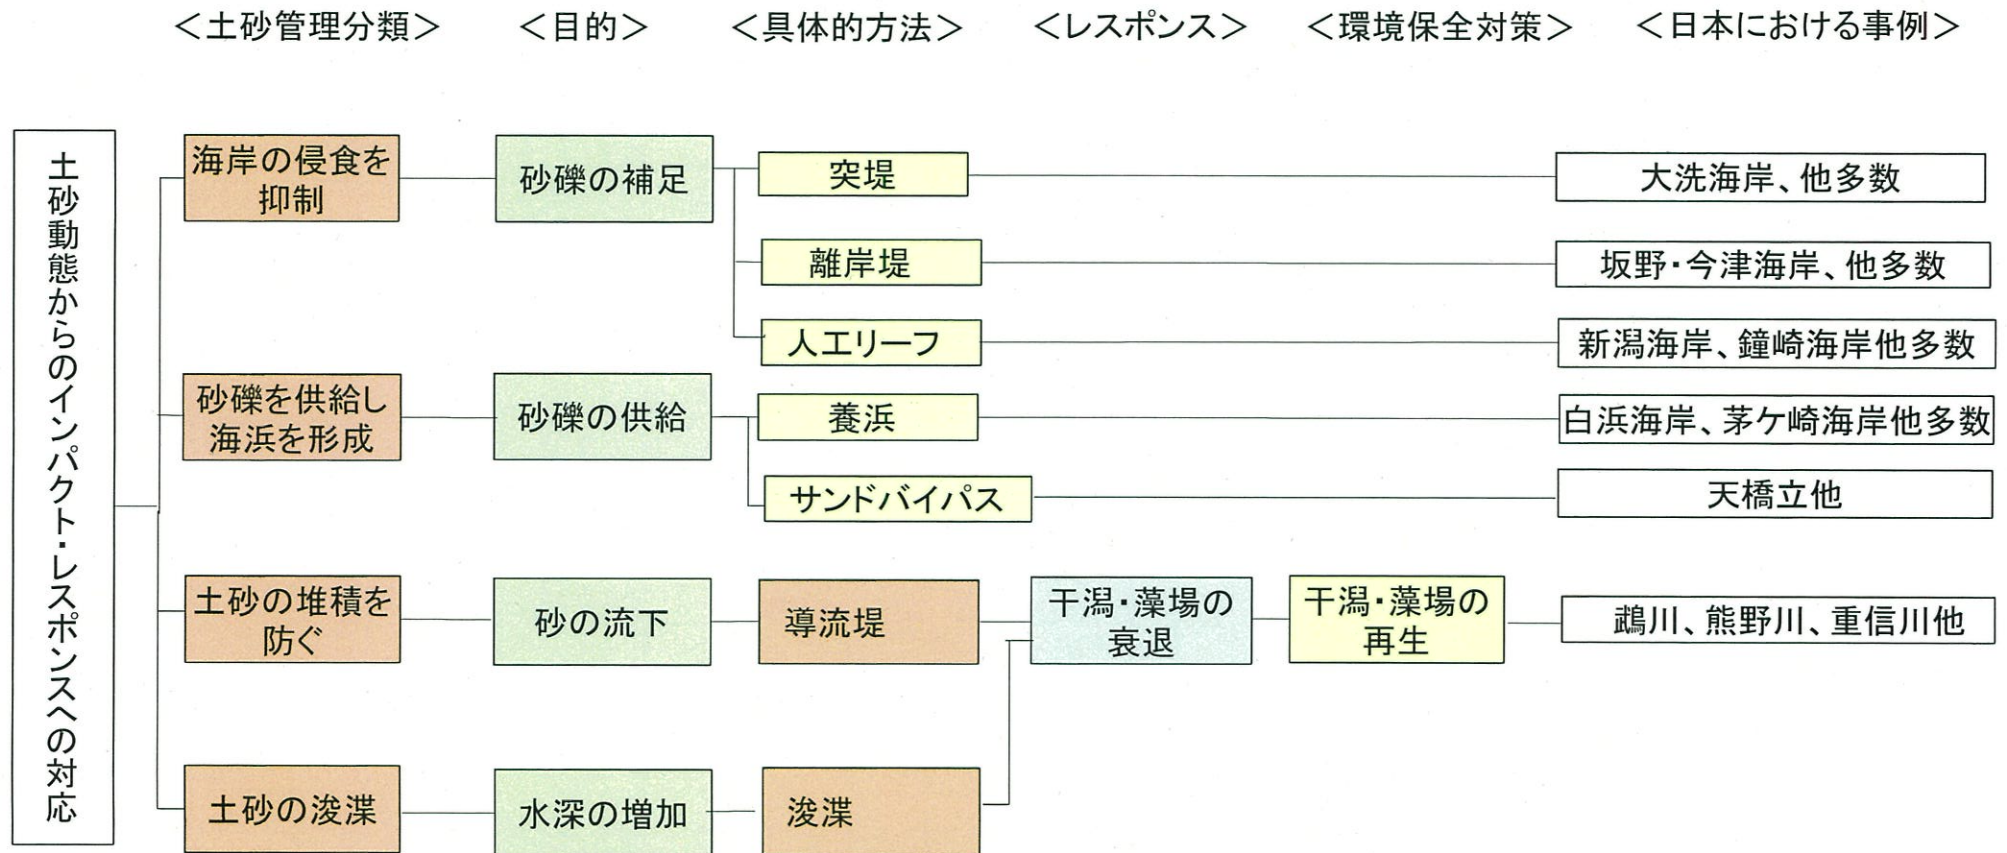 ＜土砂管理分類＞ ＜目的＞ ＜具体的方法＞ ＜レスポンス＞ ＜環境保全対策＞ ＜日本における事例＞
土砂動態からのインパクト・レスポンスへの対応
海岸の侵食を
抑制
砂礫の補足
突堤
大洗海岸、他多数
離岸堤
坂野・今津海岸、他多数
人工リーフ
新潟海岸、鐘崎海岸他多数
砂礫を供給し
海浜を形成
砂礫の供給
養浜
白浜海岸、茅ケ崎海岸他多数
サンドバイパス
天橋立他
土砂の堆積を
防ぐ
砂の流下
導流堤
干潟・藻場の
衰退
干潟・藻場の
再生
鵡川、熊野川、重信川他
土砂の浚渫
水深の増加
浚渫